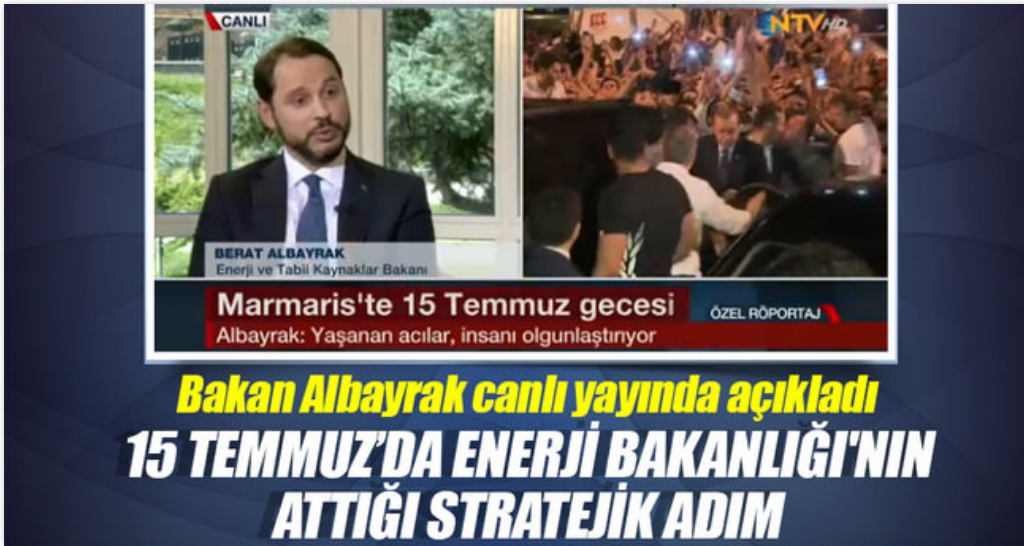 CANLI
NTV HD
BERAT ALBAYRAK
Enerji ve Tabii Kaynaklar Bakanı
Marmaris'te 15 Temmuz gecesi
ÖZEL RÖPORTAJ
Albayrak: Yaşanan acılar, insanı olgunlaştırıyor
Bakan Albayrak canlı yayında açıkladı
15 TEMMUZ’DA ENERJİ BAKANLIĞI'NIN
ATTIĞI STRATEJİK ADIM